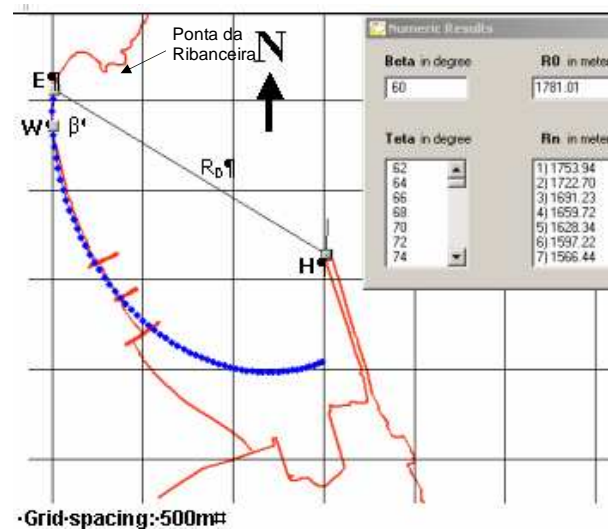 Ponta da
Ribanceira
N
E¶
W¶ β¶
R₀¶
H¶
Numeric Results
Beta in degree
R0 in meter
60
1781.01
Teta in degree
Rn in meter
62
64
66
68
70
72
74
1) 1753.94
2) 1722.70
3) 1691.23
4) 1659.72
5) 1628.34
6) 1597.22
7) 1566.44
·Grid·spacing:·500m¤